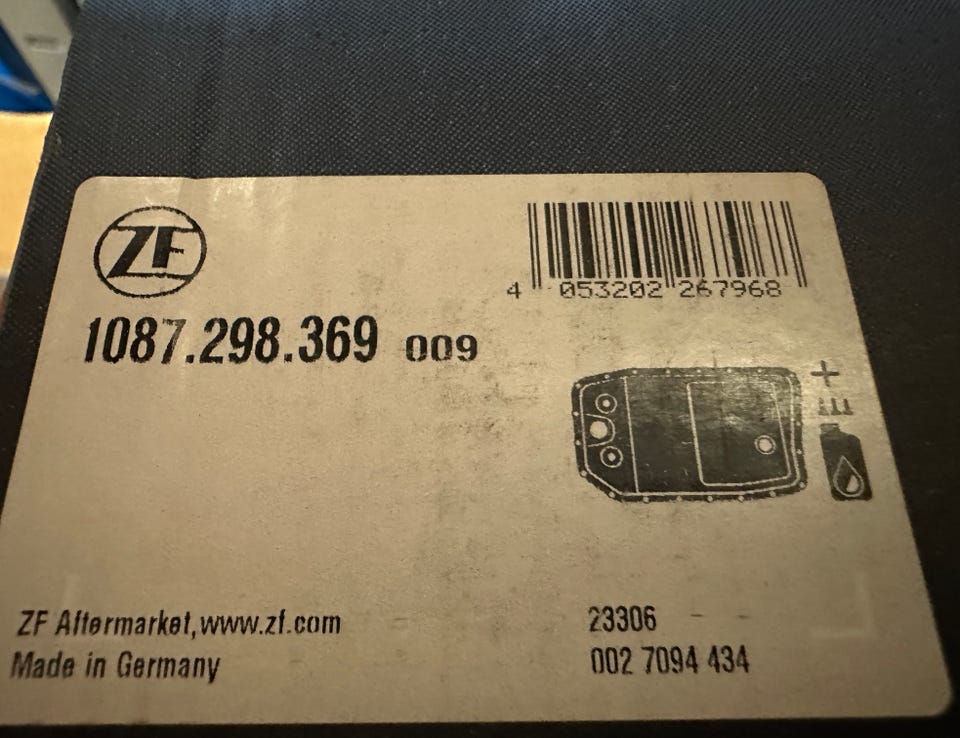 ZF
4 053202 267968
1087.298.369 009
+
ZF Aftermarket,www.zf.com
Made in Germany
23306 - -
002 7094 434